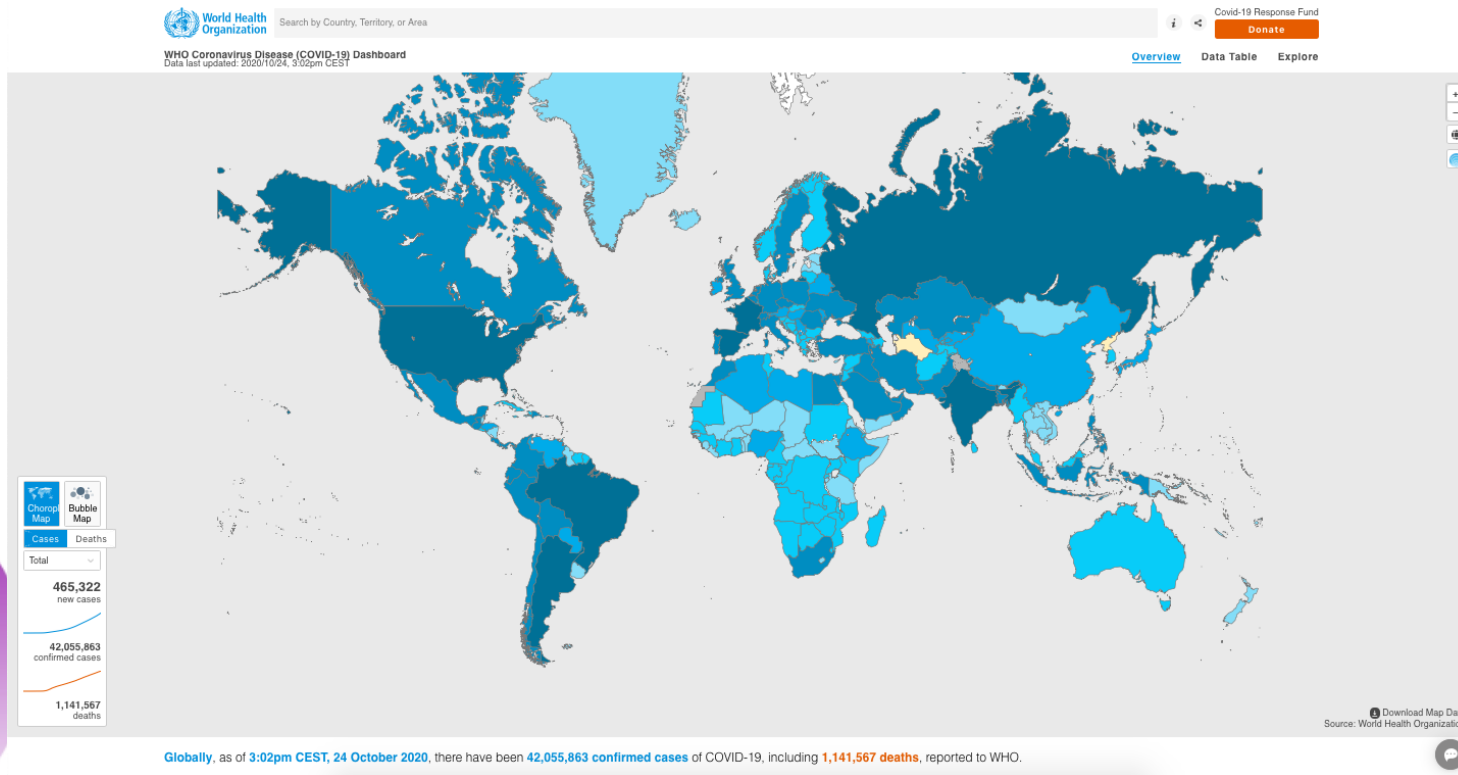 World Health
Organization
Search by Country, Territory, or Area
i
Covid-19 Response Fund
Donate
WHO Coronavirus Disease (COVID-19) Dashboard
Data last updated: 2020/10/24, 3:02pm CEST
Overview Data Table Explore
+
−
Choropl Bubble
Map Map
Cases Deaths
Total
465,322
new cases
42,055,863
confirmed cases
1,141,567
deaths
Download Map Da
Source: World Health Organizatio
Globally, as of 3:02pm CEST, 24 October 2020, there have been 42,055,863 confirmed cases of COVID-19, including 1,141,567 deaths, reported to WHO.